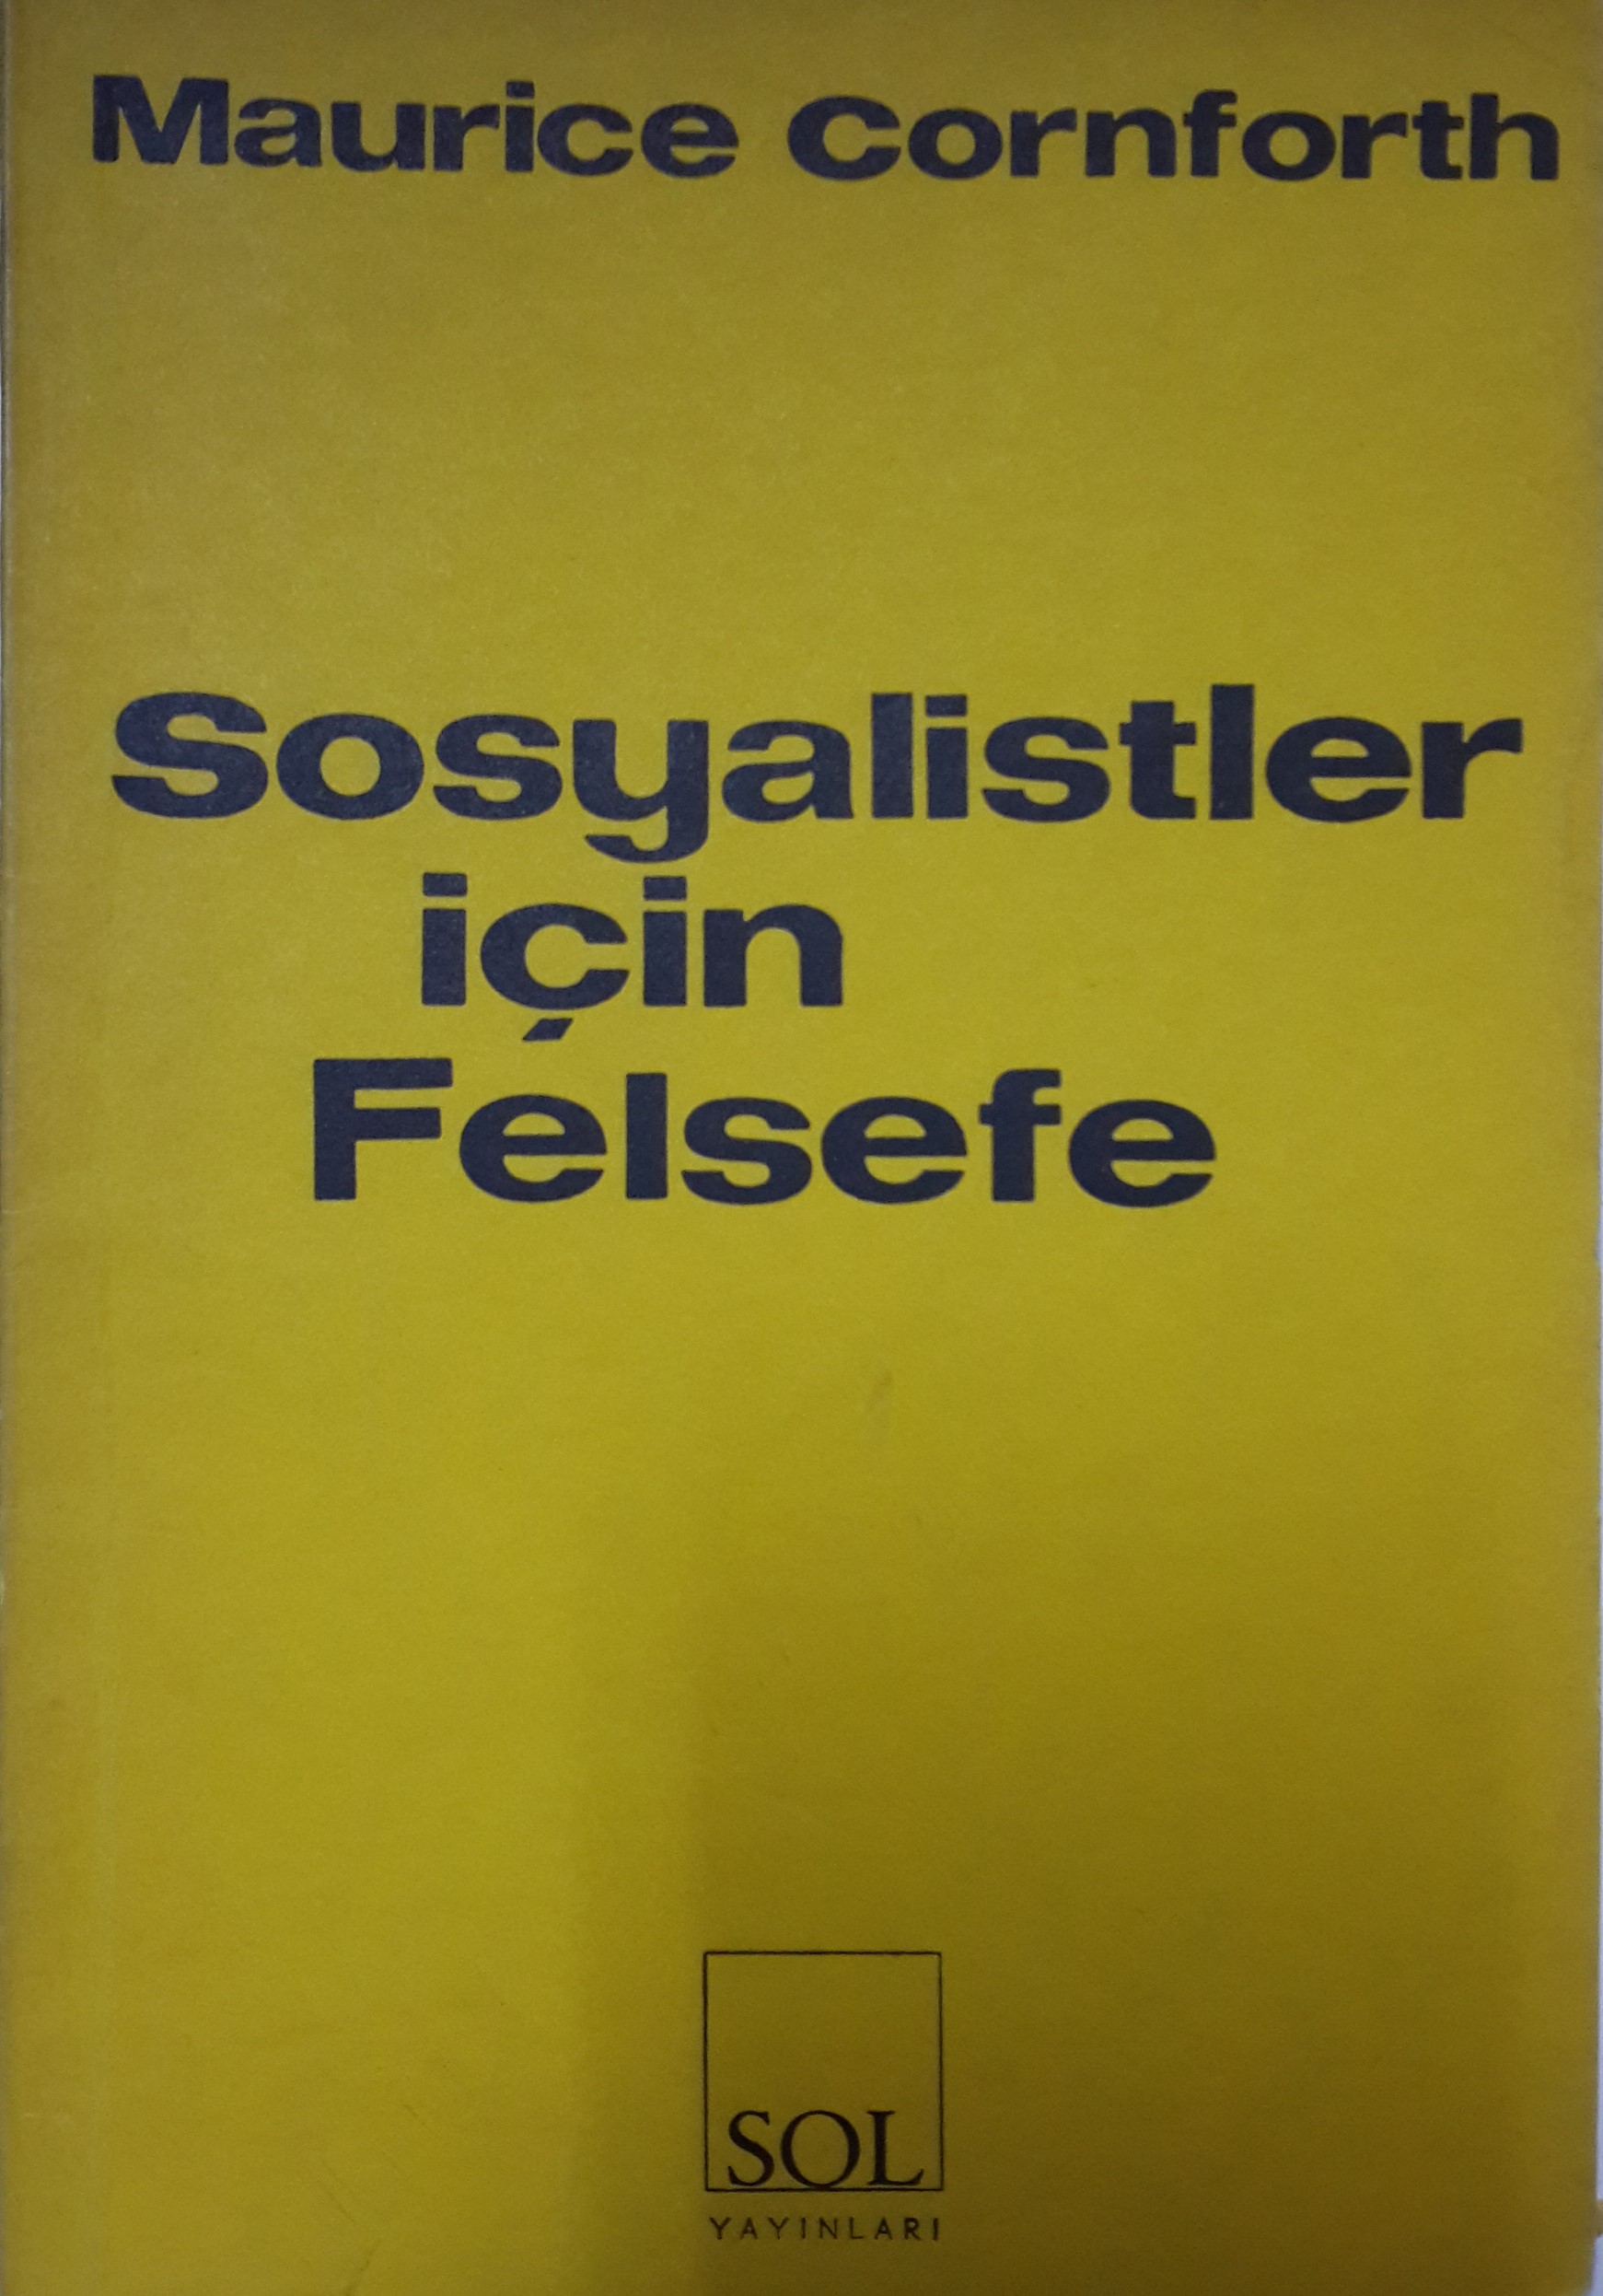 Maurice Cornforth
Sosyalistler
için
Felsefe
SOL
YAYINLARI